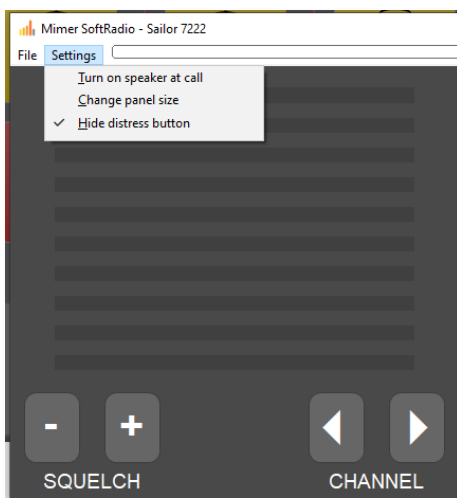 Mimer SoftRadio - Sailor 7222
File Settings
Turn on speaker at call
Change panel size
✓ Hide distress button
- +
SQUELCH CHANNEL